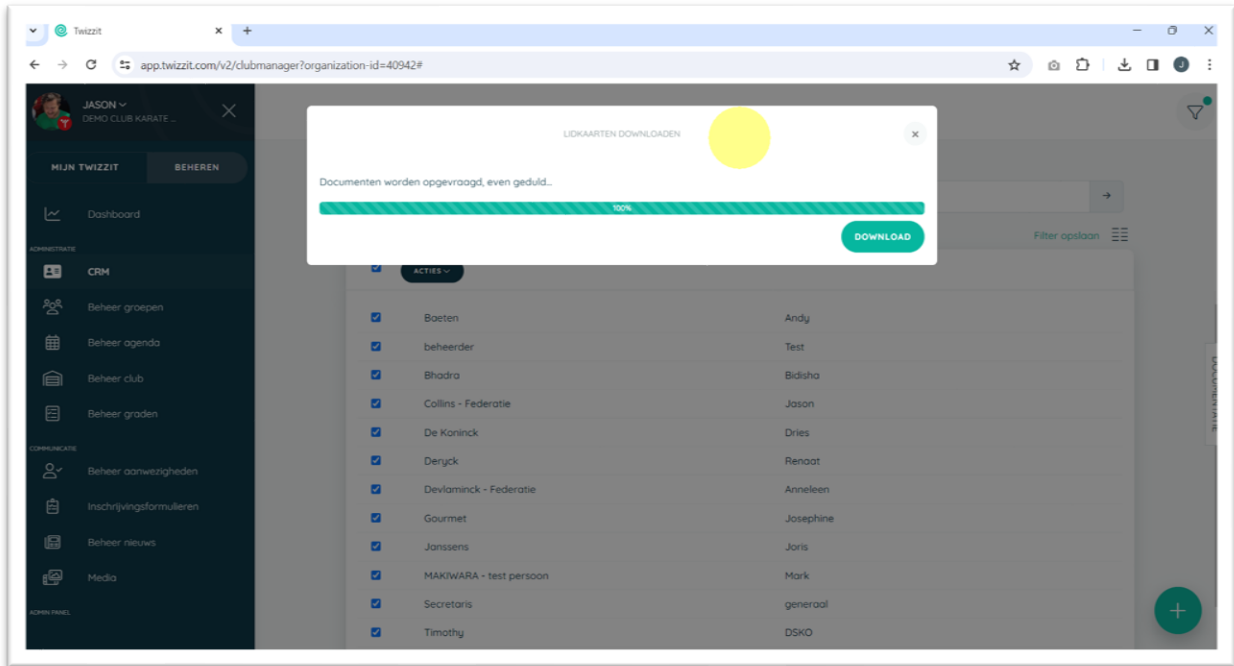 Twizzit
app.twizzit.com/v2/clubmanager?organization-id=40942#
JASON
DEMO CLUB KARATE ...
MIJN TWIZZIT
BEHEREN
Dashboard
ADMINISTRATIE
CRM
Beheer groepen
Beheer agenda
Beheer club
Beheer graden
COMMUNICATIE
Beheer aanwezigheden
Inschrijvingsformulieren
Beheer nieuws
Media
ADMIN PANEL
LIDKAARTEN DOWNLOADEN
Documenten worden opgevraagd, even geduld...
100%
DOWNLOAD
Filter opslaan
ACTIES
Baeten Andy
beheerder Test
Bhadra Bidisha
Collins - Federatie Jason
De Koninck Dries
Deryck Renaat
Devlaminck - Federatie Anneleen
Gourmet Josephine
Janssens Joris
MAKIWARA - test persoon Mark
Secretaris generaal
Timothy DSKO
DOCUMENTATIE
J